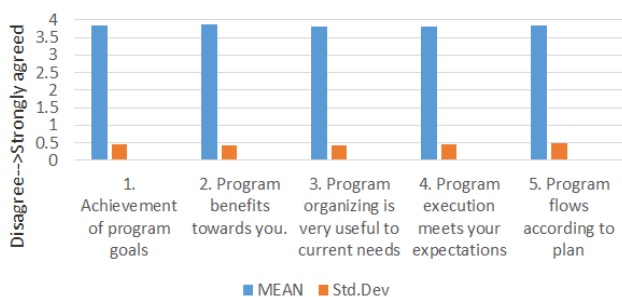 Disagree-->Strongly agreed
4
3.5
3
2.5
2
1.5
1
0.5
0
1.
Achievement
of program
goals
2. Program
benefits
towards you.
3. Program
organizing is
very useful to
current needs
4. Program
execution
meets your
expectations
5. Program
flows
according to
plan
MEAN Std.Dev